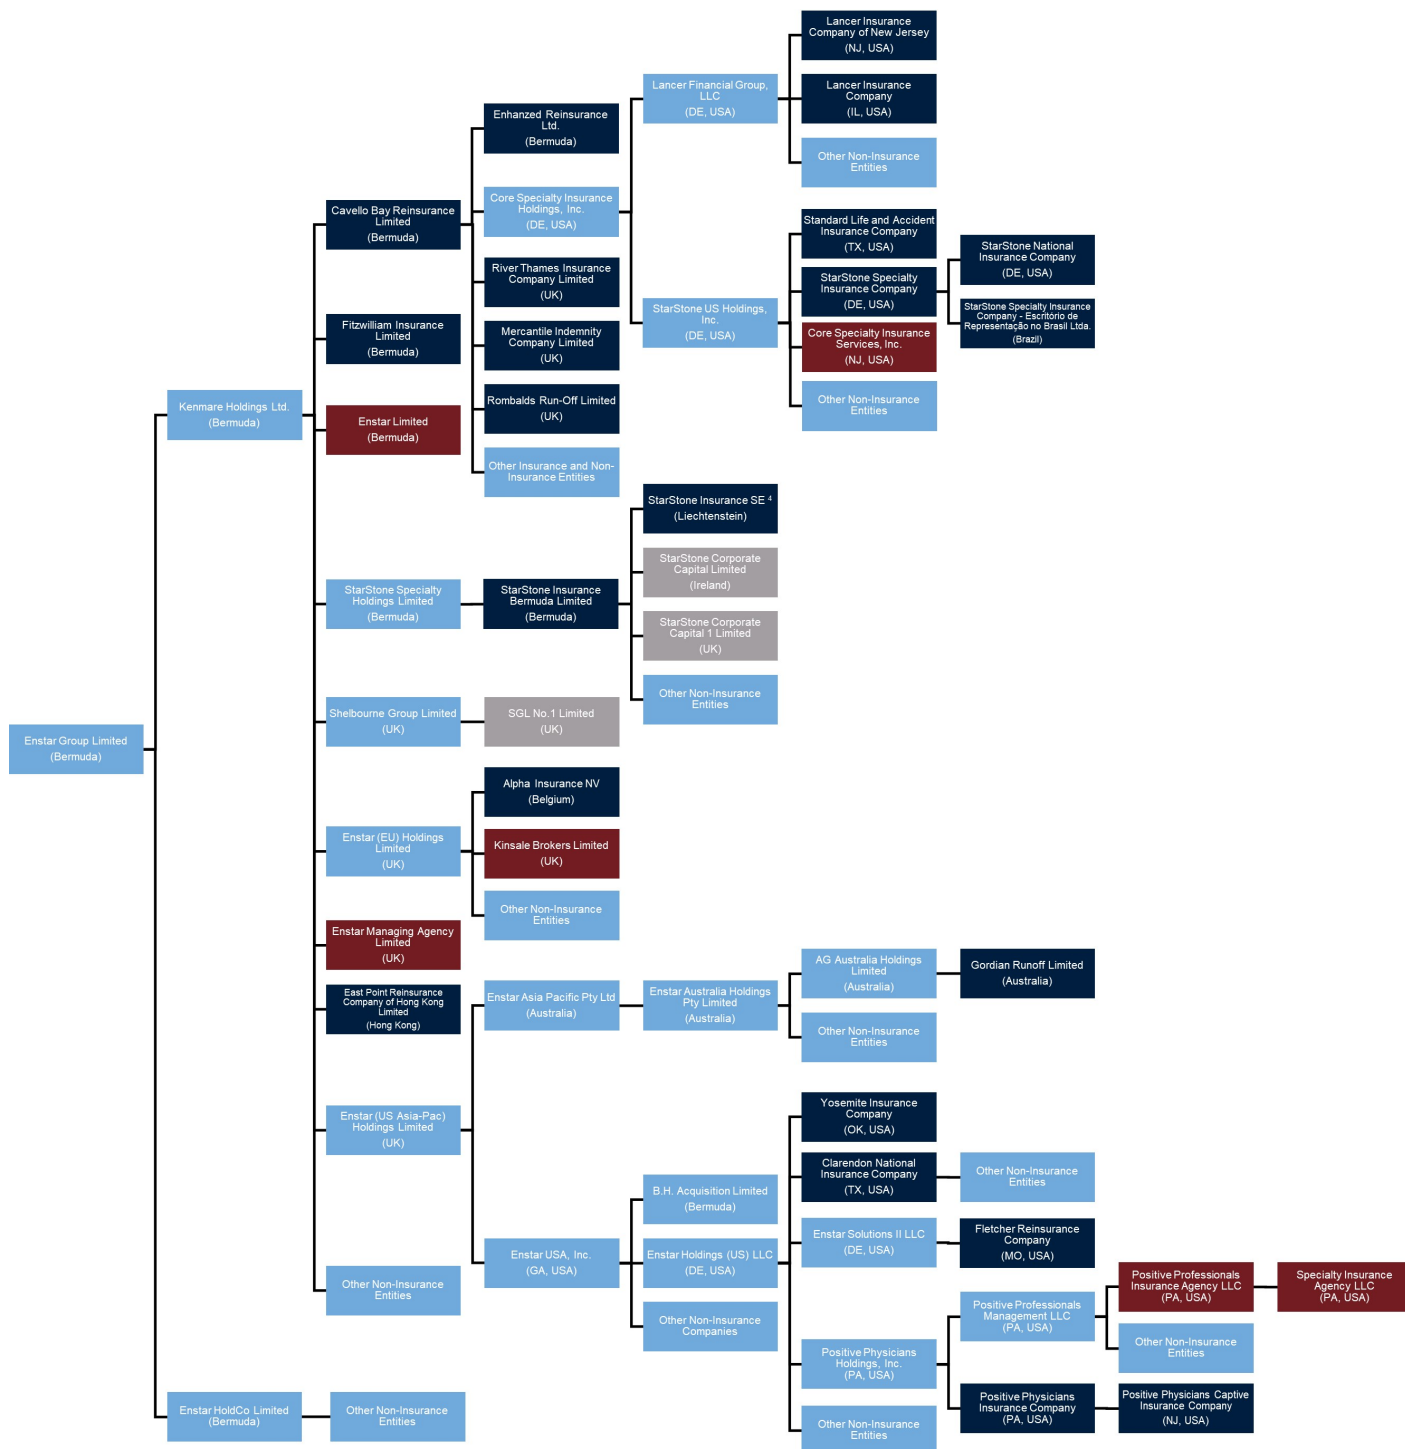 Enstar Group Limited
(Bermuda)
Kenmare Holdings Ltd.
(Bermuda)
Enstar HoldCo Limited
(Bermuda)
Cavello Bay Reinsurance
Limited
(Bermuda)
Fitzwilliam Insurance
Limited
(Bermuda)
Enstar Limited
(Bermuda)
StarStone Specialty
Holdings Limited
(Bermuda)
Shelbourne Group Limited
(UK)
Enstar (EU) Holdings
Limited
(UK)
Enstar Managing Agency
Limited
(UK)
East Point Reinsurance
Company of Hong Kong
Limited
(Hong Kong)
Enstar (US Asia-Pac)
Holdings Limited
(UK)
Other Non-Insurance
Entities
Other Non-Insurance
Entities
Enhanzed Reinsurance
Ltd.
(Bermuda)
Core Specialty Insurance
Holdings, Inc.
(DE, USA)
River Thames Insurance
Company Limited
(UK)
Mercantile Indemnity
Company Limited
(UK)
Rombalds Run-Off Limited
(UK)
Other Insurance and Non-
Insurance Entities
StarStone Insurance
Bermuda Limited
(Bermuda)
SGL No.1 Limited
(UK)
Alpha Insurance NV
(Belgium)
Kinsale Brokers Limited
(UK)
Other Non-Insurance
Entities
Enstar Asia Pacific Pty Ltd
(Australia)
Enstar USA, Inc.
(GA, USA)
Lancer Financial Group,
LLC
(DE, USA)
StarStone US Holdings,
Inc.
(DE, USA)
StarStone Insurance SE 4
(Liechtenstein)
StarStone Corporate
Capital Limited
(Ireland)
StarStone Corporate
Capital 1 Limited
(UK)
Other Non-Insurance
Entities
Enstar Australia Holdings
Pty Limited
(Australia)
B.H. Acquisition Limited
(Bermuda)
Enstar Holdings (US) LLC
(DE, USA)
Other Non-Insurance
Companies
Lancer Insurance
Company of New Jersey
(NJ, USA)
Lancer Insurance
Company
(IL, USA)
Other Non-Insurance
Entities
Standard Life and Accident
Insurance Company
(TX, USA)
StarStone Specialty
Insurance Company
(DE, USA)
Core Specialty Insurance
Services, Inc.
(NJ, USA)
Other Non-Insurance
Entities
AG Australia Holdings
Limited
(Australia)
Other Non-Insurance
Entities
Yosemite Insurance
Company
(OK, USA)
Clarendon National
Insurance Company
(TX, USA)
Enstar Solutions II LLC
(DE, USA)
Positive Physicians
Holdings, Inc.
(PA, USA)
Other Non-Insurance
Entities
StarStone National
Insurance Company
(DE, USA)
StarStone Specialty Insurance
Company - Escritório de
Representação no Brasil Ltda.
(Brazil)
Gordian Runoff Limited
(Australia)
Other Non-Insurance
Entities
Fletcher Reinsurance
Company
(MO, USA)
Positive Professionals
Management LLC
(PA, USA)
Positive Physicians
Insurance Company
(PA, USA)
Positive Professionals
Insurance Agency LLC
(PA, USA)
Other Non-Insurance
Entities
Positive Physicians Captive
Insurance Company
(NJ, USA)
Specialty Insurance
Agency LLC
(PA, USA)